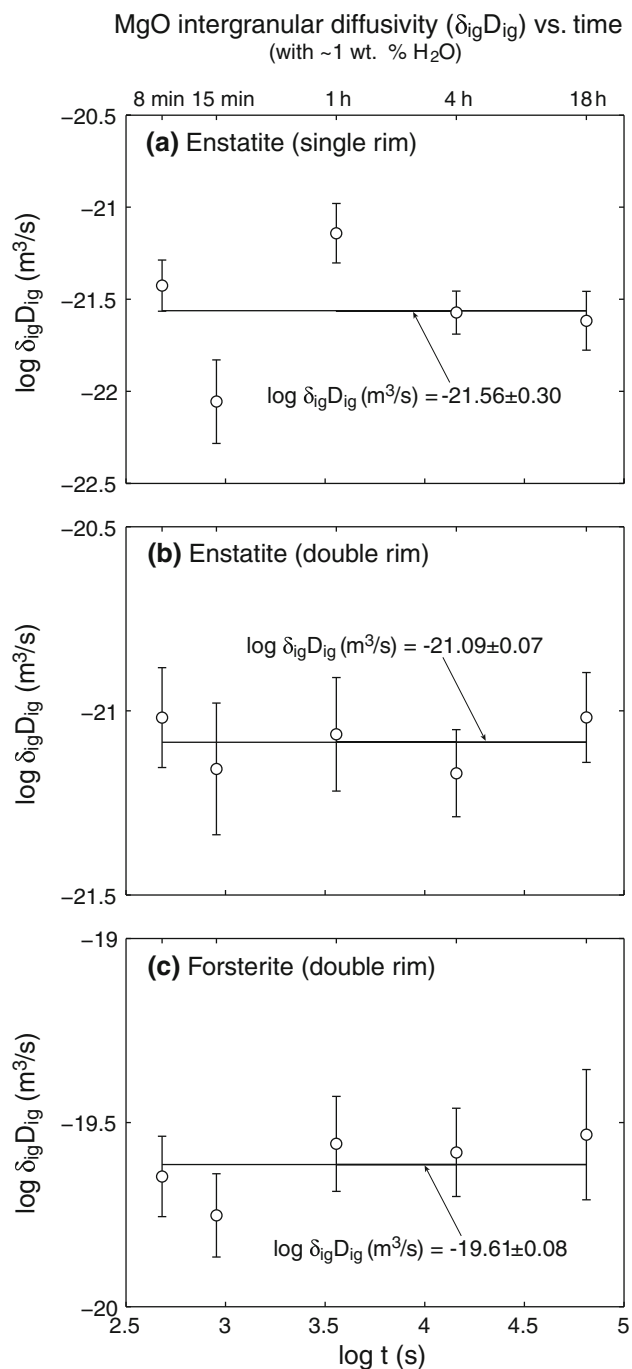 MgO intergranular diffusivity (δigDig) vs. time
(with ~1 wt. % H2O)
8 min 15 min 1 h 4 h 18 h
−20.5
(a) Enstatite (single rim)
−21
−21.5
log δigDig (m3/s)
log δigDig (m3/s) = -21.56±0.30
−22
−22.5
−20.5
(b) Enstatite (double rim)
log δigDig (m3/s) = -21.09±0.07
−21
log δigDig (m3/s)
−21.5
−19
(c) Forsterite (double rim)
−19.5
log δigDig (m3/s)
log δigDig (m3/s) = -19.61±0.08
−20
2.5 3 3.5 4 4.5 5
log t (s)